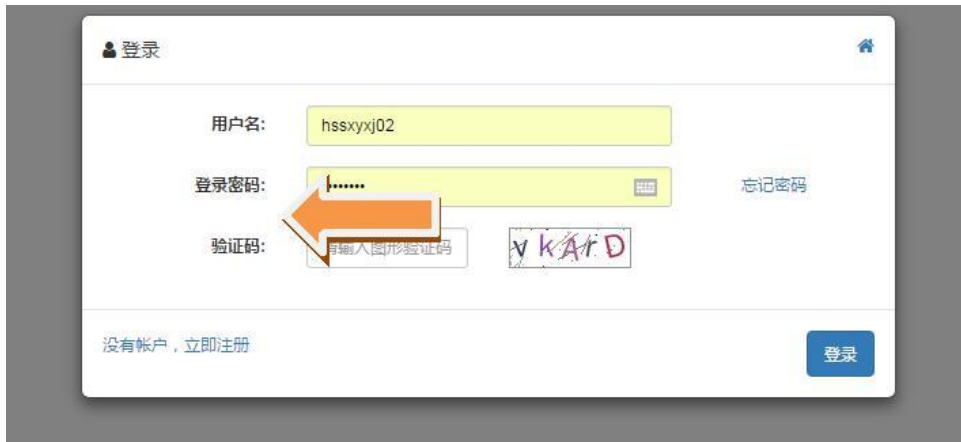 登录
用户名: hssxyxj02
登录密码: 忘记密码
验证码: 请输入图形验证码 ykArD
没有帐户，立即注册
登录